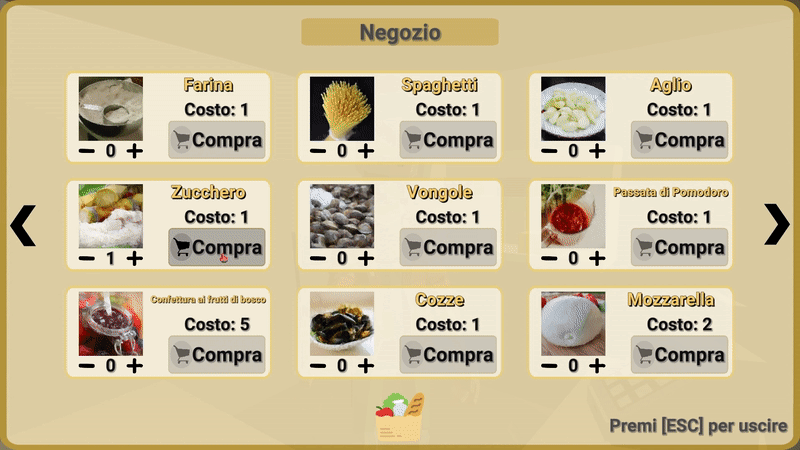 Negozio
Farina
Costo: 1
Compra
- 0 +
Spaghetti
Costo: 1
Compra
- 0 +
Aglio
Costo: 1
Compra
- 0 +
Zucchero
Costo: 1
Compra
- 1 +
Vongole
Costo: 1
Compra
- 0 +
Passata di Pomodoro
Costo: 1
Compra
- 0 +
Confettura ai frutti di bosco
Costo: 5
Compra
- 0 +
Cozze
Costo: 1
Compra
- 0 +
Mozzarella
Costo: 2
Compra
- 0 +
Premi [ESC] per uscire